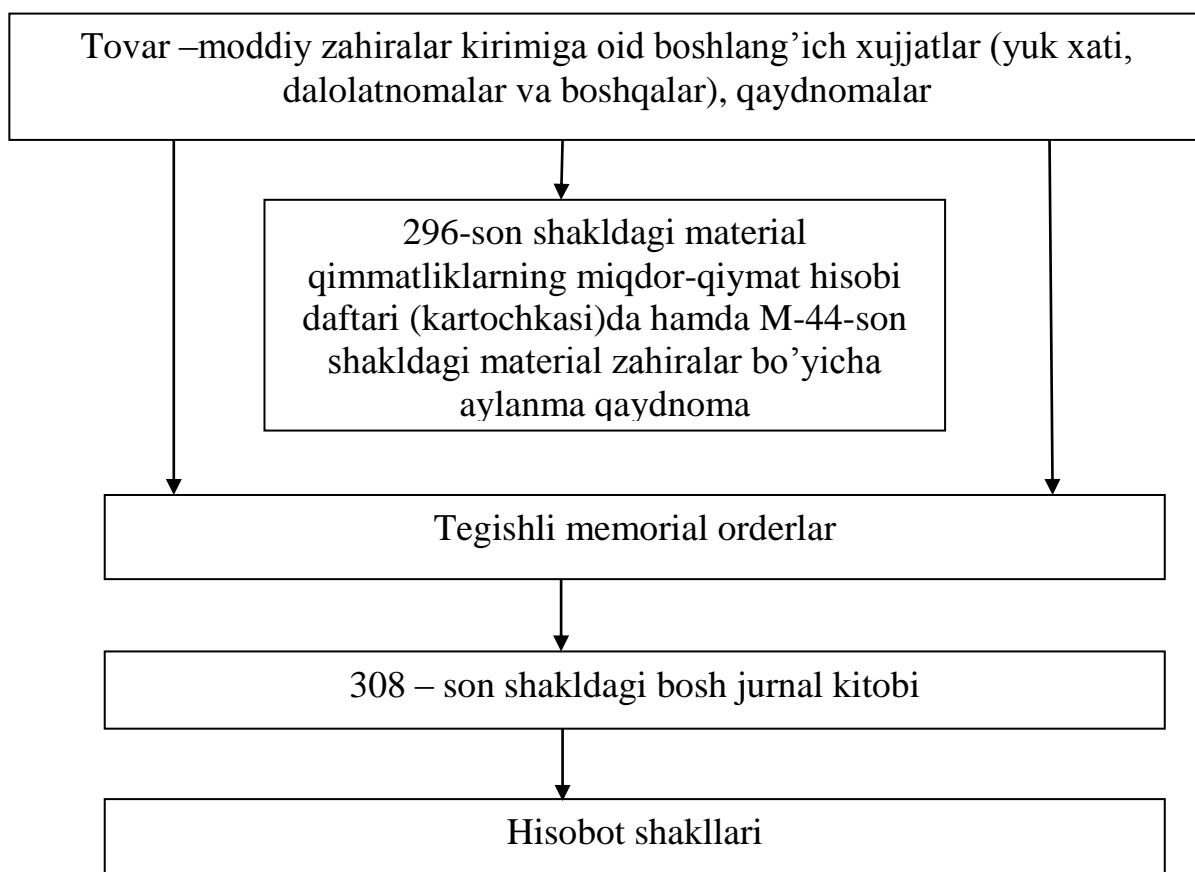 Tovar –moddiy zahiralar kirimiga oid boshlang’ich xujjatlar (yuk xati,
dalolatnomalar va boshqalar), qaydnomalar
296-son shakldagi material
qimmatliklarning miqdor-qiymat hisobi
daftari (kartochkasi)da hamda M-44-son
shakldagi material zahiralar bo’yicha
aylanma qaydnoma
Tegishli memorial orderlar
308 – son shakldagi bosh jurnal kitobi
Hisobot shakllari